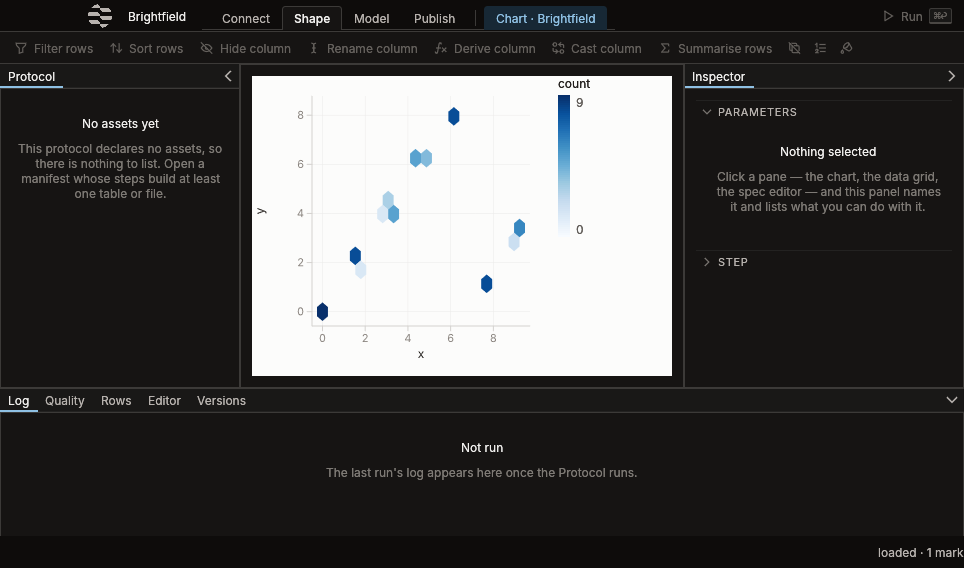 Brightfield
Connect
Shape
Model
Publish
Chart · Brightfield
Run
⌘P
Filter rows
Sort rows
Hide column
Rename column
Derive column
Cast column
Summarise rows
Protocol
No assets yet
This protocol declares no assets, so
there is nothing to list. Open a
manifest whose steps build at least
one table or file.
count
9
0
8
6
4
2
0
y
0
2
4
6
8
x
Inspector
PARAMETERS
Nothing selected
Click a pane — the chart, the data grid,
the spec editor — and this panel names
it and lists what you can do with it.
STEP
Log
Quality
Rows
Editor
Versions
Not run
The last run's log appears here once the Protocol runs.
loaded · 1 mark